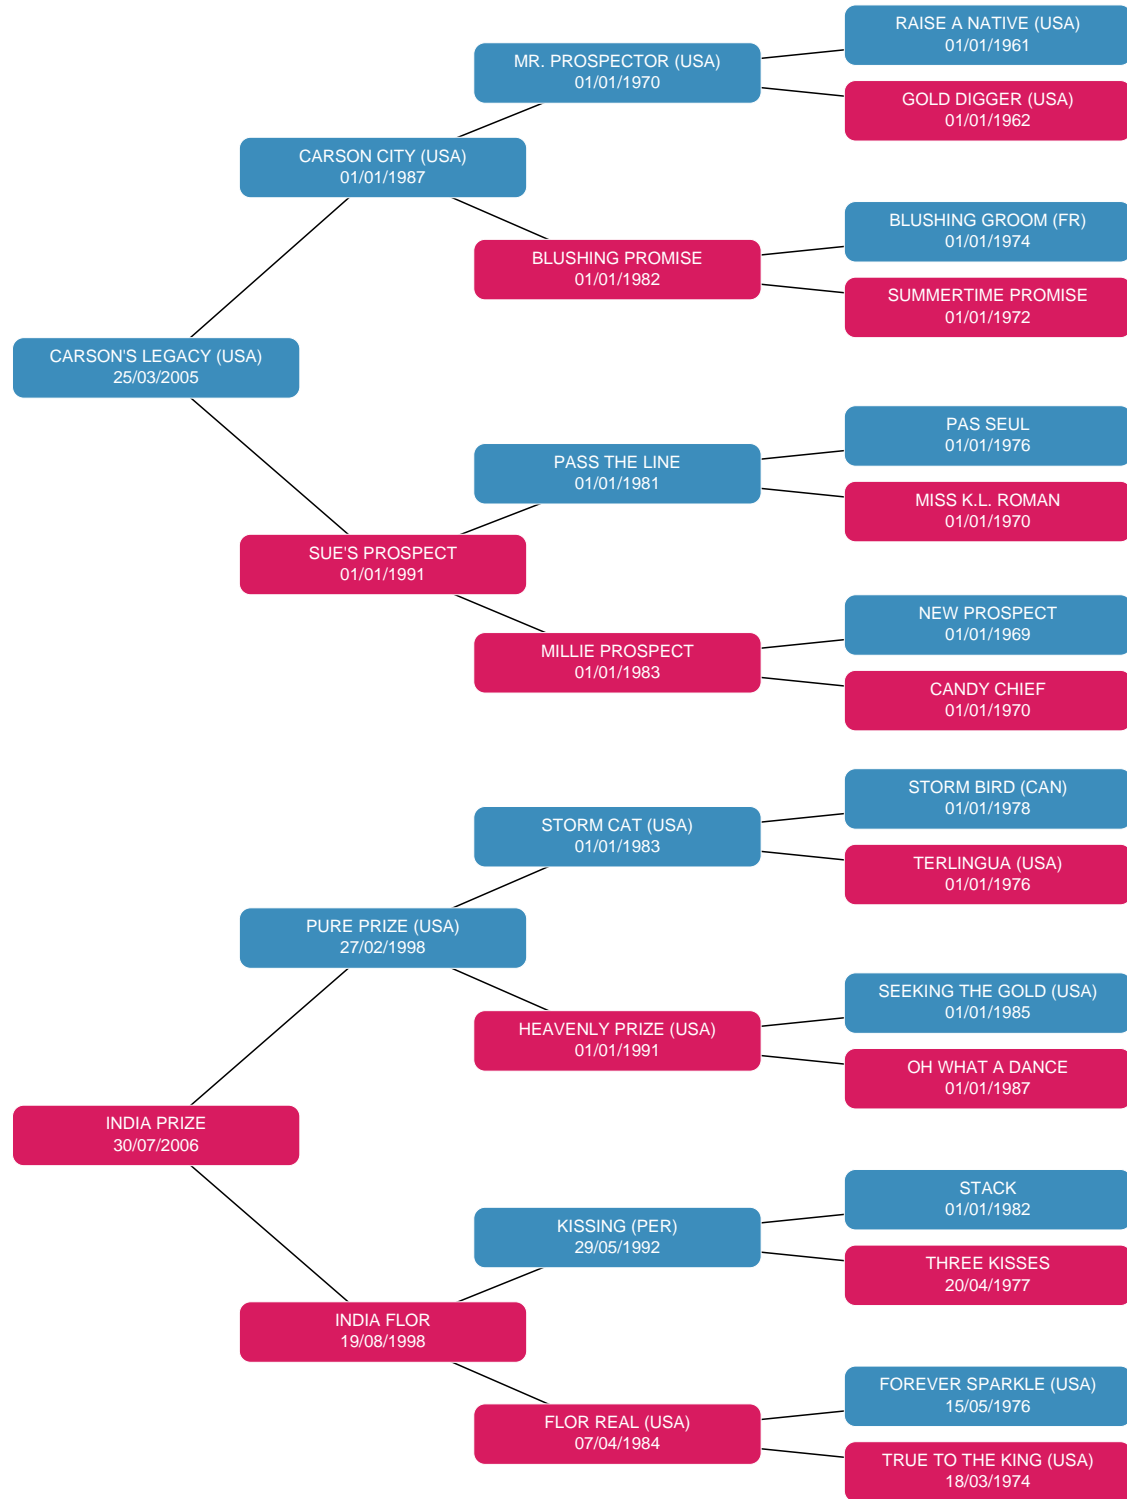 RAISE A NATIVE (USA)
01/01/1961
MR. PROSPECTOR (USA)
01/01/1970
GOLD DIGGER (USA)
01/01/1962
CARSON CITY (USA)
01/01/1987
BLUSHING GROOM (FR)
01/01/1974
BLUSHING PROMISE
01/01/1982
SUMMERTIME PROMISE
01/01/1972
CARSON'S LEGACY (USA)
25/03/2005
PAS SEUL
01/01/1976
PASS THE LINE
01/01/1981
MISS K.L. ROMAN
01/01/1970
SUE'S PROSPECT
01/01/1991
NEW PROSPECT
01/01/1969
MILLIE PROSPECT
01/01/1983
CANDY CHIEF
01/01/1970
STORM BIRD (CAN)
01/01/1978
STORM CAT (USA)
01/01/1983
TERLINGUA (USA)
01/01/1976
PURE PRIZE (USA)
27/02/1998
SEEKING THE GOLD (USA)
01/01/1985
HEAVENLY PRIZE (USA)
01/01/1991
OH WHAT A DANCE
01/01/1987
INDIA PRIZE
30/07/2006
STACK
01/01/1982
KISSING (PER)
29/05/1992
THREE KISSES
20/04/1977
INDIA FLOR
19/08/1998
FOREVER SPARKLE (USA)
15/05/1976
FLOR REAL (USA)
07/04/1984
TRUE TO THE KING (USA)
18/03/1974